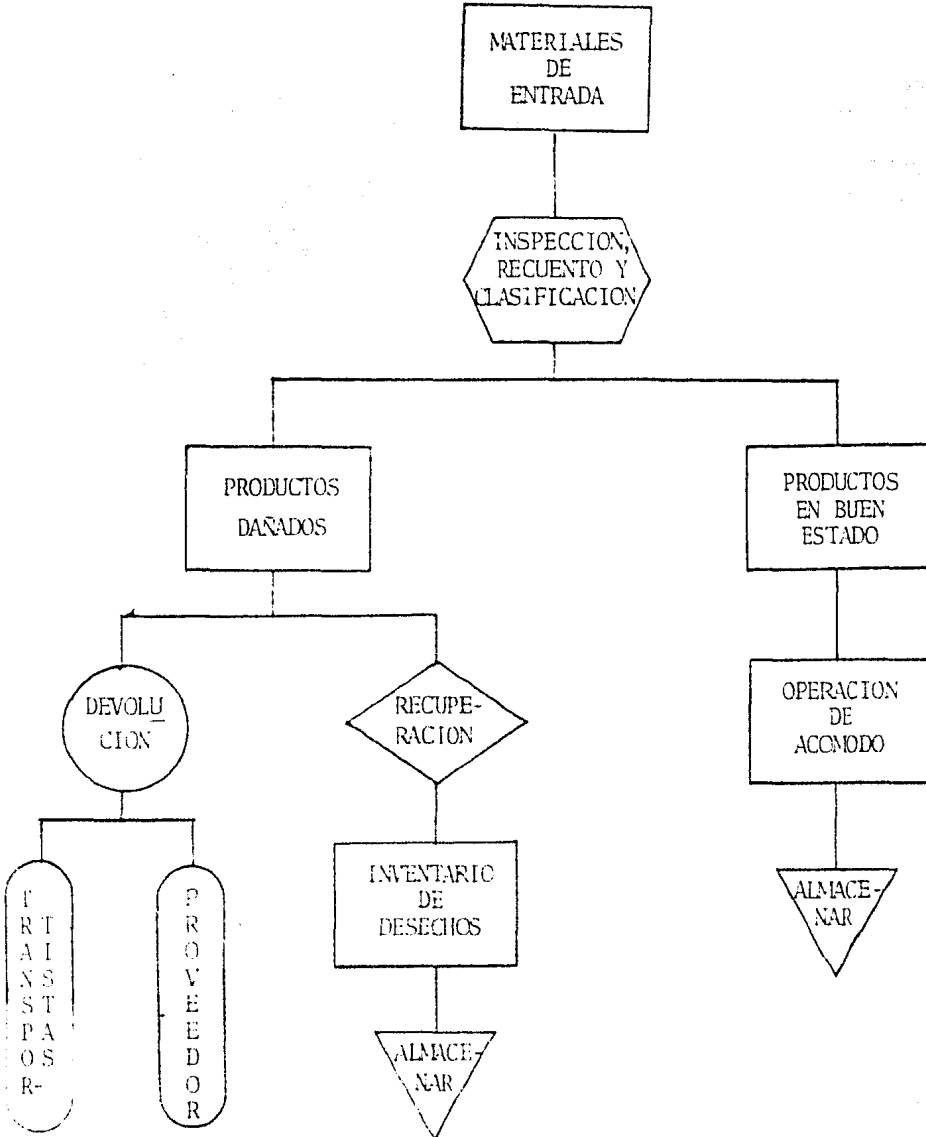 MATERIALES
DE
ENTRADA
INSPECCION,
RECUENTO Y
CLASIFICACION
PRODUCTOS
DAÑADOS
PRODUCTOS
EN BUEN
ESTADO
DEVOLU
CION
RECUPE-
RACION
OPERACION
DE
ACOMODO
TRANSPOR-
TISTAS
PROVEEDOR
INVENTARIO
DE
DESECHOS
ALMACE-
NAR
ALMACE-
NAR